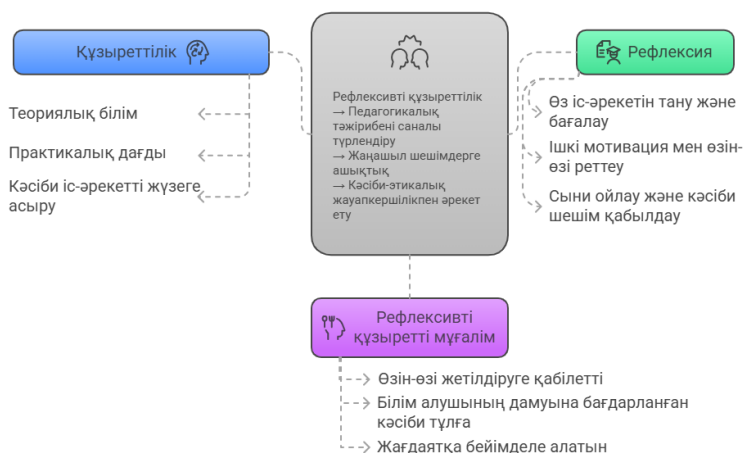 Құзыреттілік
Теориялық білім
Практикалық дағды
Кәсіби іс-әрекетті жүзеге
асыру
Рефлексивті құзыреттілік
→ Педагогикалық
тәжірибені саналы
түрлендіру
→ Жаңашыл шешімдерге
ашықтық
→ Кәсіби-этикалық
жауапкершілікпен әрекет
ету
Рефлексия
Өз іс-әрекетін тану және
бағалау
Ішкі мотивация мен өзін-
өзі реттеу
Сыни ойлау және кәсіби
шешім қабылдау
Рефлексивті
құзыретті мұғалім
Өзін-өзі жетілдіруге қабілетті
Білім алушының дамуына бағдарланған
кәсіби тұлға
Жағдаятқа бейімделе алатын